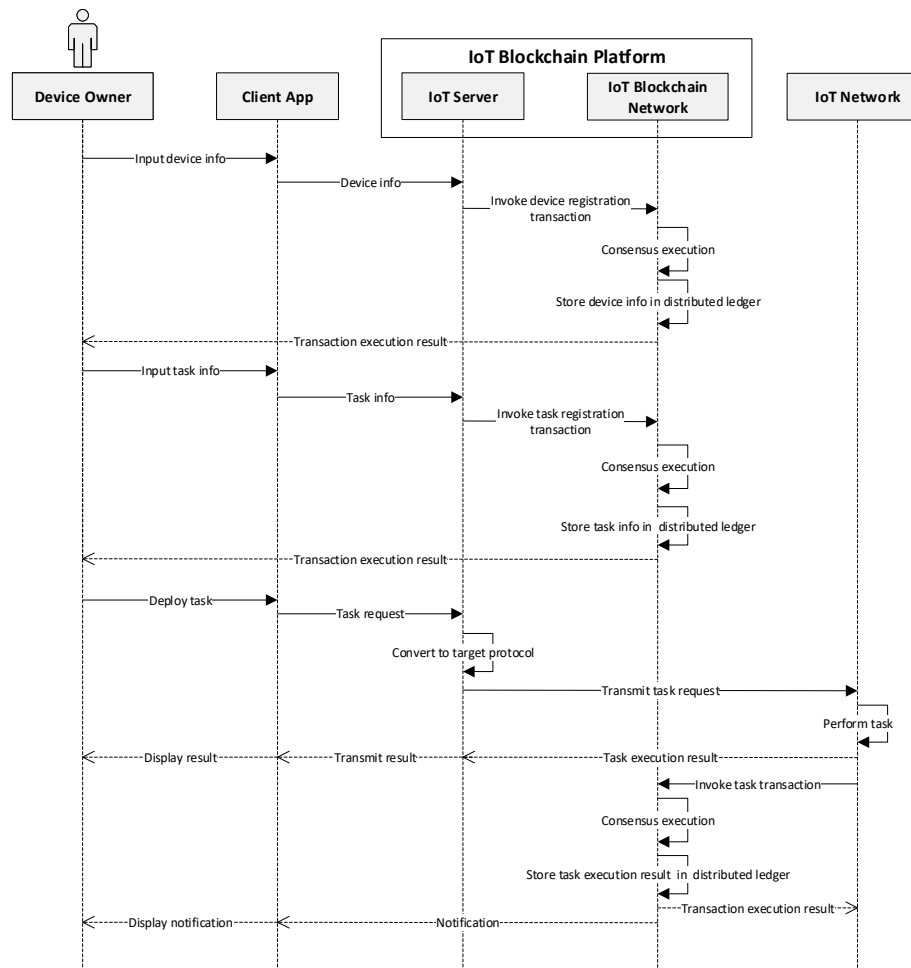 IoT Blockchain Platform
Device Owner
Client App
IoT Server
IoT Blockchain
Network
IoT Network
Input device info
Device info
Invoke device registration
transaction
Consensus execution
Store device info in distributed ledger
Transaction execution result
Input task info
Task info
Invoke task registration
transaction
Consensus execution
Store task info in distributed ledger
Transaction execution result
Deploy task
Task request
Convert to target protocol
Transmit task request
Perform task
Display result
Transmit result
Task execution result
Invoke task transaction
Consensus execution
Store task execution result in distributed ledger
Transaction execution result
Display notification
Notification